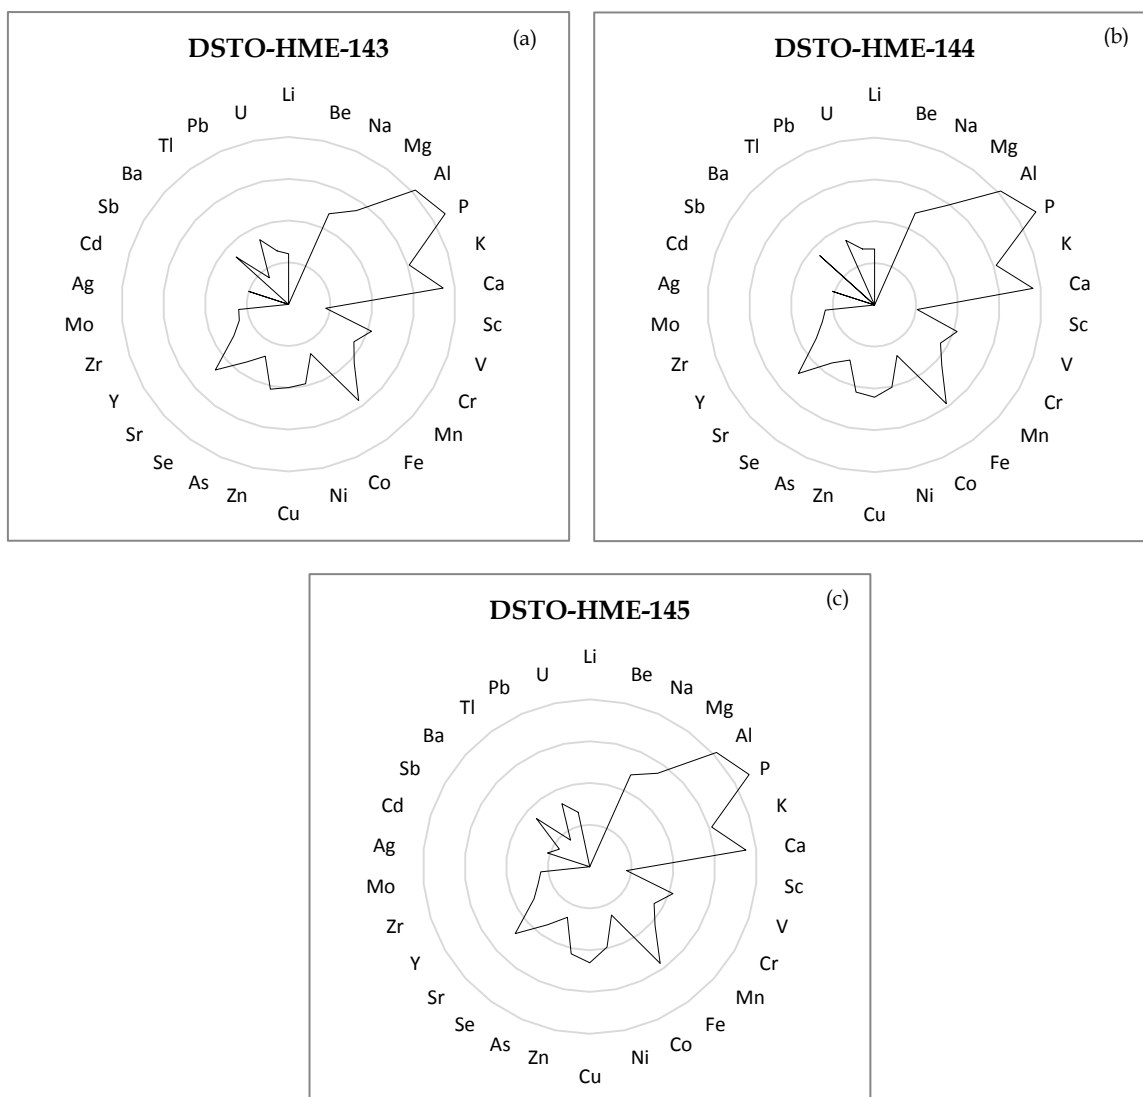 DSTO-HME-143
(a)
Li
Be
Na
Mg
Al
P
K
Ca
Sc
V
Cr
Mn
Fe
Co
Ni
Cu
Zn
As
Se
Sr
Y
Zr
Mo
Ag
Cd
Sb
Ba
Tl
Pb
U
DSTO-HME-144
(b)
Li
Be
Na
Mg
Al
P
K
Ca
Sc
V
Cr
Mn
Fe
Co
Ni
Cu
Zn
As
Se
Sr
Y
Zr
Mo
Ag
Cd
Sb
Ba
Tl
Pb
U
DSTO-HME-145
(c)
Li
Be
Na
Mg
Al
P
K
Ca
Sc
V
Cr
Mn
Fe
Co
Ni
Cu
Zn
As
Se
Sr
Y
Zr
Mo
Ag
Cd
Sb
Ba
Tl
Pb
U